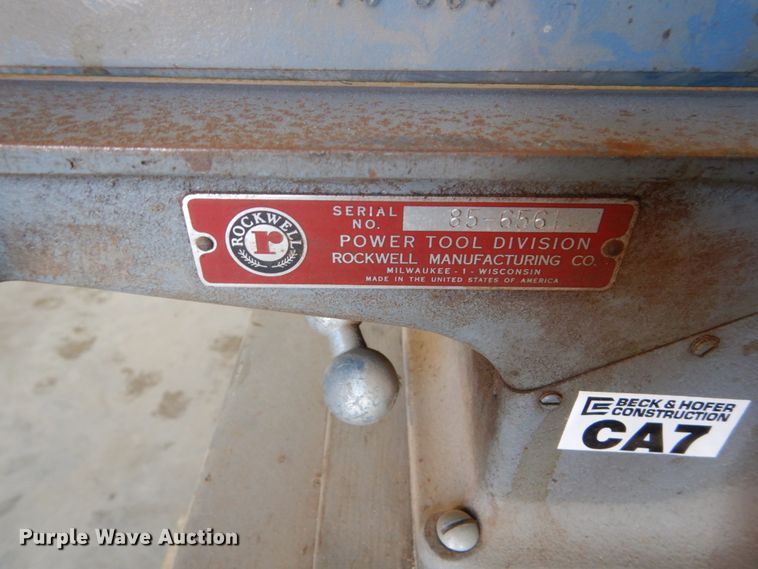 ROCKWELL
r
SERIAL NO. 85-6561
POWER TOOL DIVISION
ROCKWELL MANUFACTURING CO.
MILWAUKEE - 1 - WISCONSIN
MADE IN THE UNITED STATES OF AMERICA
BECK & HOFER
CONSTRUCTION
CA7
Purple Wave Auction